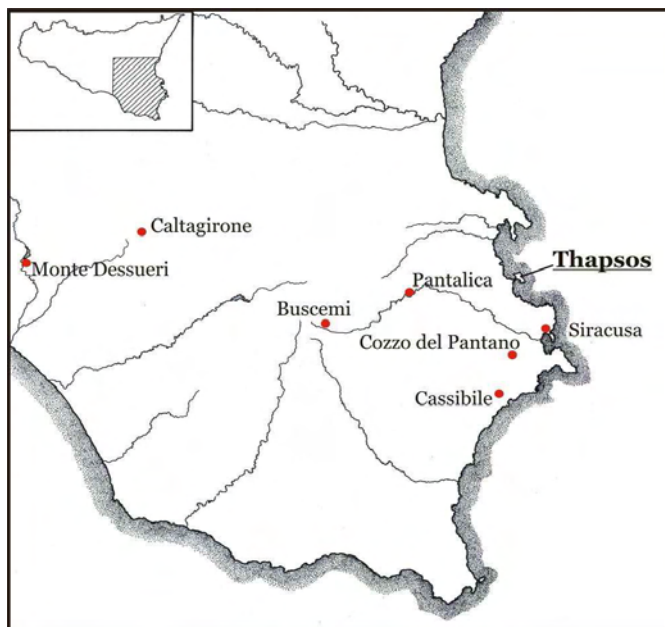 Caltagirone
Thapsos
Monte Dessueri
Pantalica
Buscemi
Siracusa
Cozzo del Pantano
Cassibile